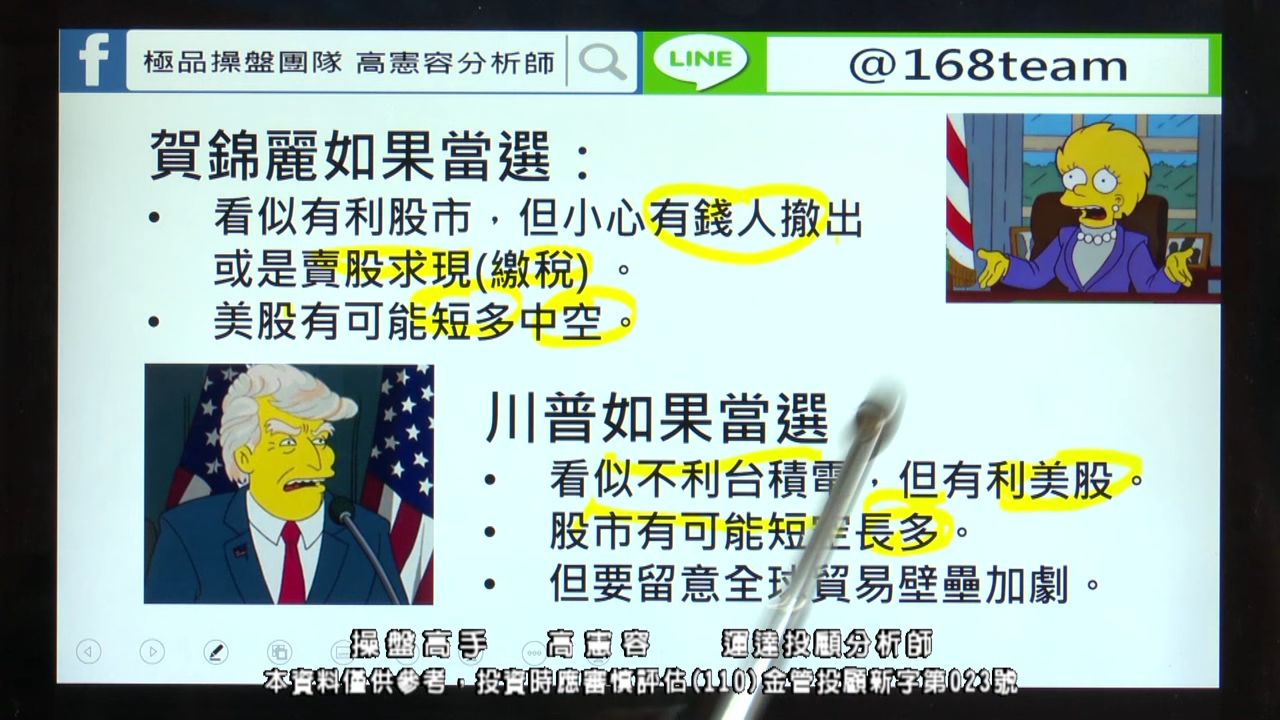 f 極品操盤團隊 高憲容分析師
LINE @168team
賀錦麗如果當選：
• 看似有利股市，但小心有錢人撤出
或是賣股求現(繳稅) 。
• 美股有可能短多中空。
川普如果當選
• 看似不利台積電，但有利美股。
• 股市有可能短空長多。
• 但要留意全球貿易壁壘加劇。
操盤高手 高憲容 運達投顧分析師
本資料僅供參考，投資時應審慎評估(110)金管投顧新字第023號